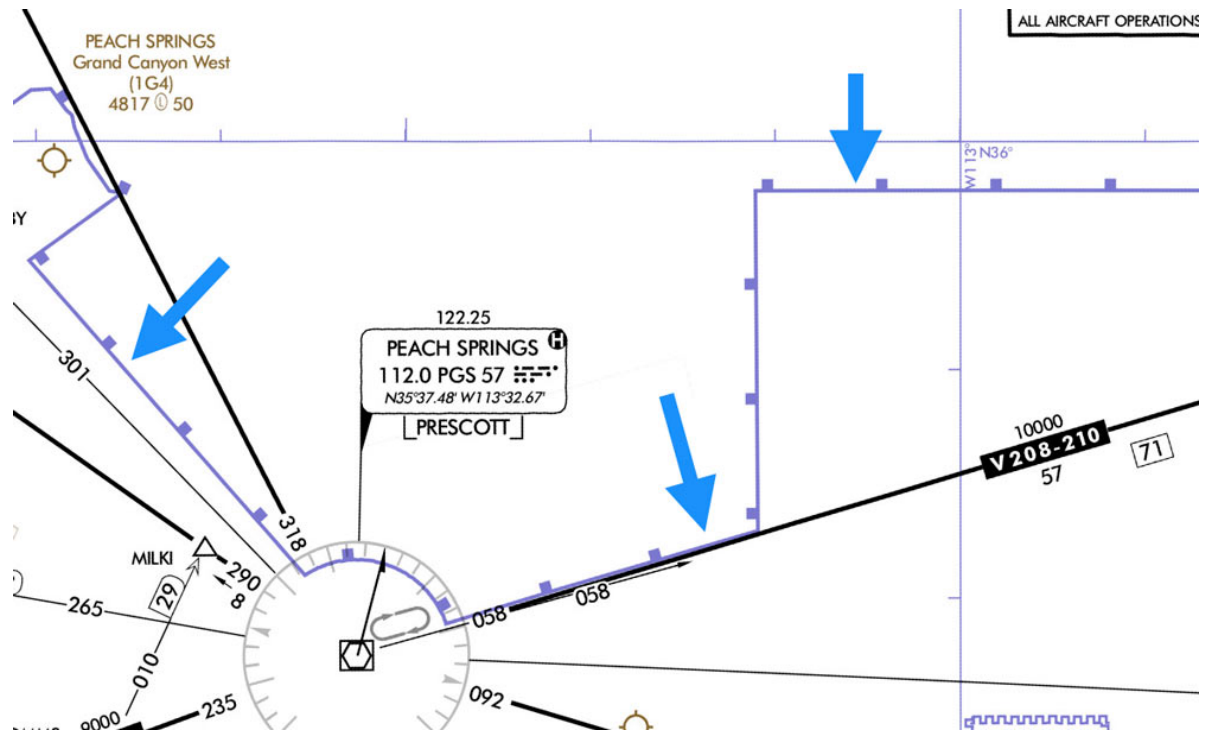 ALL AIRCRAFT OPERATIONS
PEACH SPRINGS
Grand Canyon West
(1G4)
4817 Ⓛ 50
W113°
N36°
122.25
H
PEACH SPRINGS
112.0 PGS 57
N35°37.48' W113°32.67'
[PRESCOTT]
301
318
10000
V208-210
57
71
MILKI
290
8
29
265
010
058
058
9000
235
092